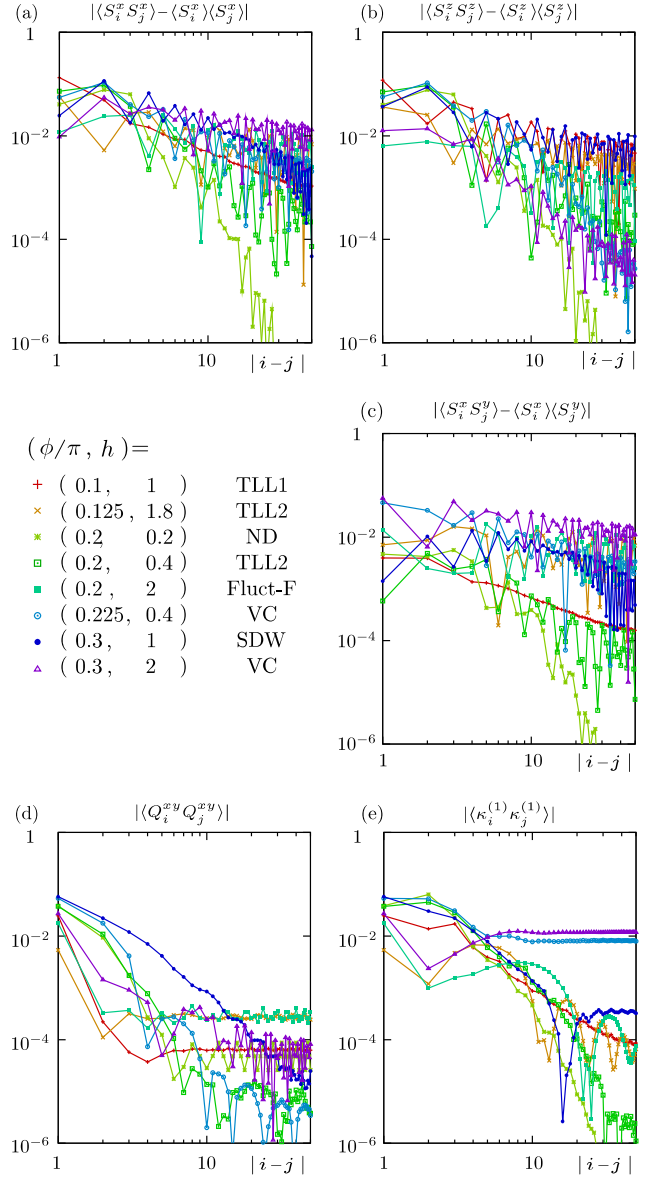 (a) |⟨S_i^x S_j^x⟩−⟨S_i^x⟩⟨S_j^x⟩|
1
10^−2
10^−4
10^−6
1 10 |i−j|
(b) |⟨S_i^z S_j^z⟩−⟨S_i^z⟩⟨S_j^z⟩|
1
10^−2
10^−4
10^−6
1 10 |i−j|
(c) |⟨S_i^x S_j^y⟩−⟨S_i^x⟩⟨S_j^y⟩|
1
10^−2
10^−4
10^−6
1 10 |i−j|
(ϕ/π, h)=
(0.1, 1) TLL1
(0.125, 1.8) TLL2
(0.2 0.2) ND
(0.2, 0.4) TLL2
(0.2, 2) Fluct-F
(0.225, 0.4) VC
(0.3, 1) SDW
(0.3, 2) VC
(d) |⟨Q_i^xy Q_j^xy⟩|
1
10^−2
10^−4
10^−6
1 10 |i−j|
(e) |⟨κ_i^(1) κ_j^(1)⟩|
1
10^−2
10^−4
10^−6
1 10 |i−j|